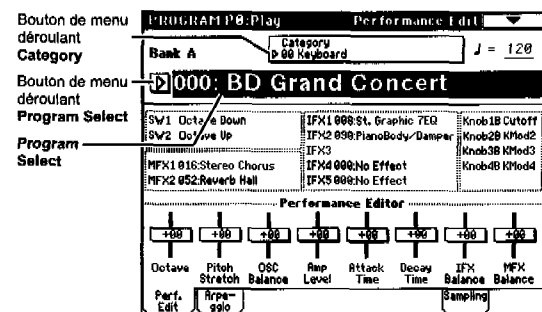 Bouton de menu
déroulant
Category
Bouton de menu
déroulant
Program Select
Program
Select
PROGRAM P0:Play Performance Edit
Bank A
Category
00 Keyboard
♩ = 120
000: BD Grand Concert
SW1 Octave Down
SW2 Octave Up
MFX1 016:Stereo Chorus
MFX2 052:Reverb Hall
IFX1 008:St. Graphic 7EQ
IFX2 098:PianoBody/Damper
IFX3
IFX4 000:No Effect
IFX5 000:No Effect
Knob1B Cutoff
Knob2B KMod2
Knob3B KMod3
Knob4B KMod4
Performance Editor
+00 +00 +00 +00 +00 +00 +00 +00
Octave Pitch Stretch OSC Balance Amp Level Attack Time Decay Time IFX Balance MFX Balance
Perf. Edit Arpe-ggio Sampling